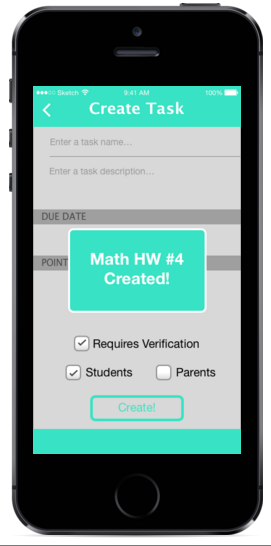 Sketch 9:41 AM 100%
Create Task
Enter a task name...
Enter a task description...
DUE DATE
POINT
Math HW #4
Created!
Requires Verification
Students Parents
Create!